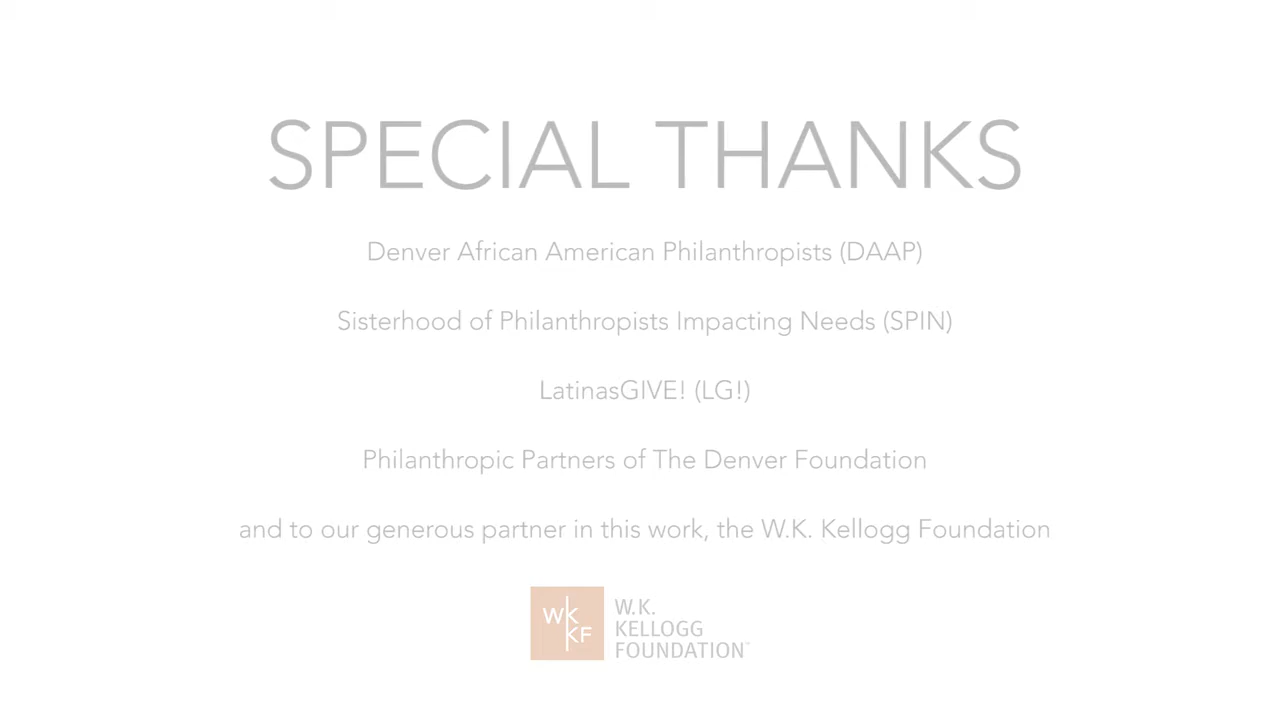 SPECIAL THANKS
Denver African American Philanthropists (DAAP)
Sisterhood of Philanthropists Impacting Needs (SPIN)
LatinasGIVE! (LG!)
Philanthropic Partners of The Denver Foundation
and to our generous partner in this work, the W.K. Kellogg Foundation
WK
KF
W.K.
KELLOGG
FOUNDATION™